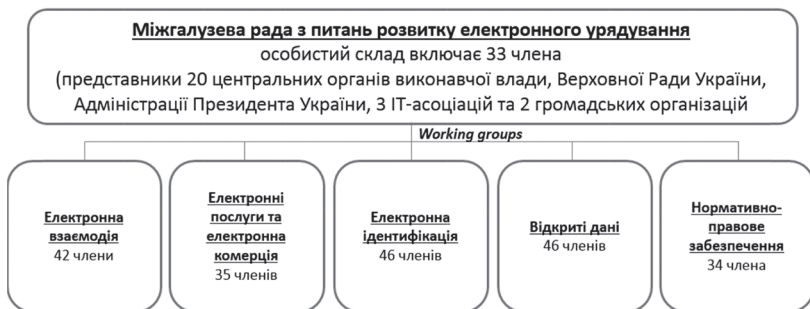 Міжгалузева рада з питань розвитку електронного урядування
особистий склад включає 33 члена
(представники 20 центральних органів виконавчої влади, Верховної Ради України,
Адміністрації Президента України, 3 ІТ-асоціацій та 2 громадських організацій
Working groups
Електронна
взаємодія
42 члени
Електронні
послуги та
електронна
комерція
35 членів
Електронна
ідентифікація
46 членів
Відкриті дані
46 членів
Нормативно-
правове
забезпечення
34 члена